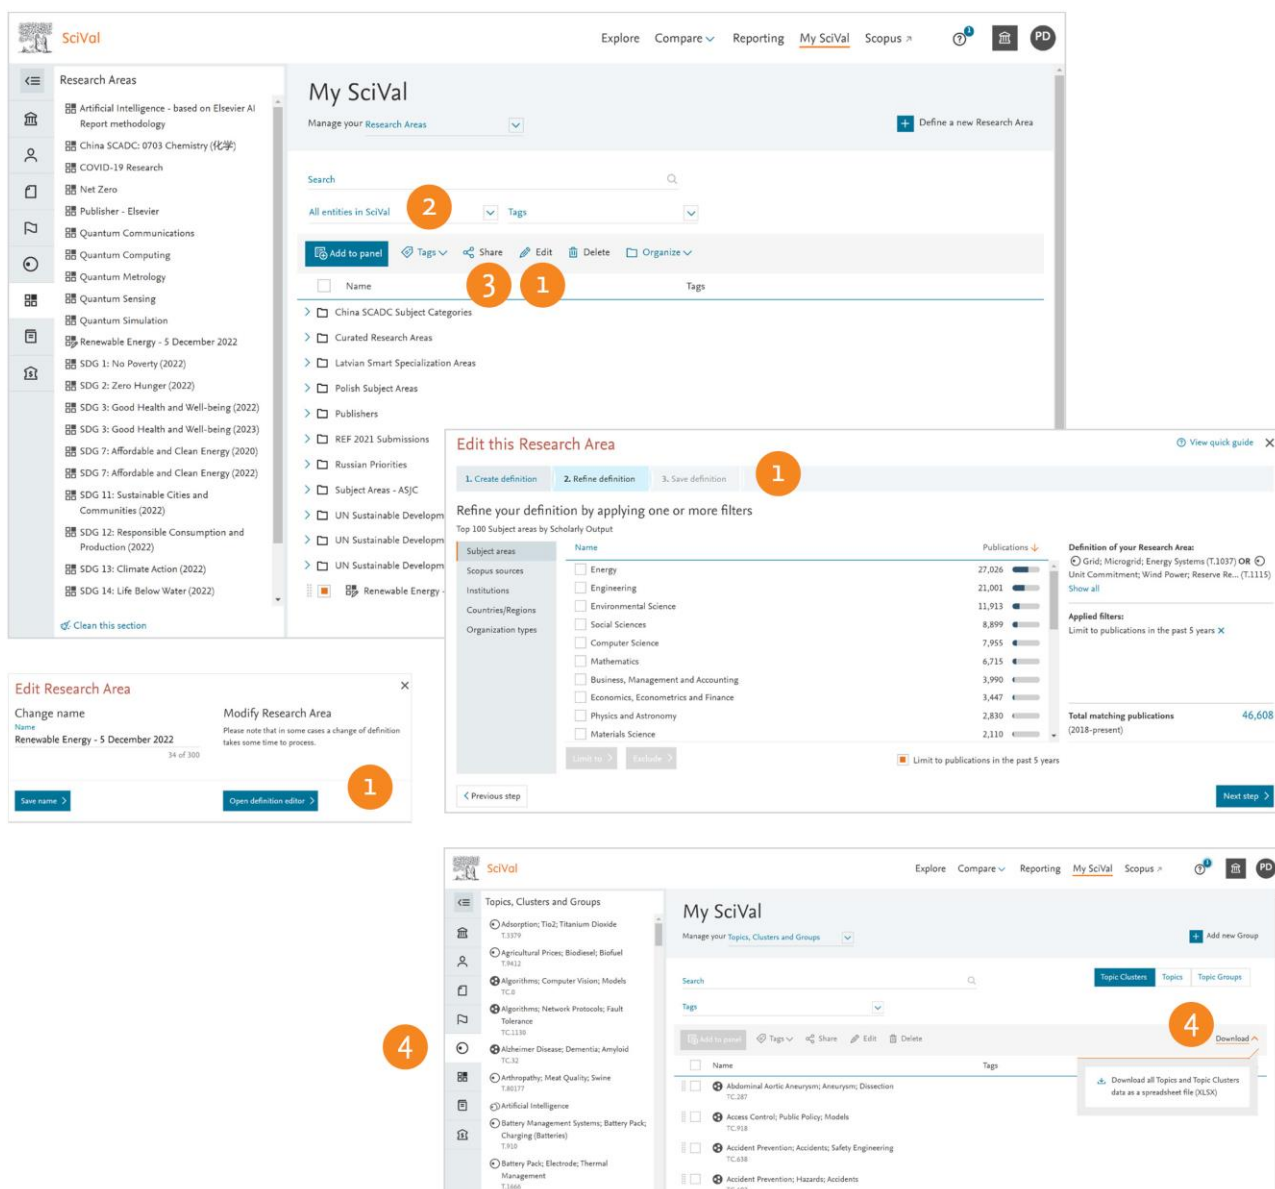 SciVal
Explore Compare Reporting My SciVal Scopus
1
PD
Research Areas
Artificial Intelligence - based on Elsevier AI
Report methodology
China SCADC: 0703 Chemistry (化学)
COVID-19 Research
Net Zero
Publisher - Elsevier
Quantum Communications
Quantum Computing
Quantum Metrology
Quantum Sensing
Quantum Simulation
Renewable Energy - 5 December 2022
SDG 1: No Poverty (2022)
SDG 2: Zero Hunger (2022)
SDG 3: Good Health and Well-being (2022)
SDG 3: Good Health and Well-being (2023)
SDG 7: Affordable and Clean Energy (2020)
SDG 7: Affordable and Clean Energy (2022)
SDG 11: Sustainable Cities and
Communities (2022)
SDG 12: Responsible Consumption and
Production (2022)
SDG 13: Climate Action (2022)
SDG 14: Life Below Water (2022)
Clean this section
My SciVal
Manage your Research Areas
Define a new Research Area
Search
All entities in SciVal 2 Tags
Add to panel Tags Share Edit Delete Organize
3 1
Name Tags
China SCADC Subject Categories
Curated Research Areas
Latvian Smart Specialization Areas
Polish Subject Areas
Publishers
REF 2021 Submissions
Russian Priorities
Subject Areas - ASJC
UN Sustainable Developm
UN Sustainable Developm
UN Sustainable Developm
Renewable Energy -
Edit this Research Area
View quick guide
1. Create definition 2. Refine definition 3. Save definition 1
Refine your definition by applying one or more filters
Top 100 Subject areas by Scholarly Output
Subject areas
Scopus sources
Institutions
Countries/Regions
Organization types
Name Publications
Energy 27,026
Engineering 21,001
Environmental Science 11,913
Social Sciences 8,899
Computer Science 7,955
Mathematics 6,715
Business, Management and Accounting 3,990
Economics, Econometrics and Finance 3,447
Physics and Astronomy 2,830
Materials Science 2,110
Limit to Exclude
Limit to publications in the past 5 years
Definition of your Research Area:
Grid; Microgrid; Energy Systems (T.1037) OR
Unit Commitment; Wind Power; Reserve Re... (T.1115)
Show all
Applied filters:
Limit to publications in the past 5 years
Total matching publications 46,608
(2018-present)
Previous step
Next step
Edit Research Area
Change name
Name
Renewable Energy - 5 December 2022
34 of 300
Save name
Modify Research Area
Please note that in some cases a change of definition
takes some time to process.
Open definition editor
1
SciVal
Explore Compare Reporting My SciVal Scopus
1
PD
4
Topics, Clusters and Groups
Adsorption; Tio2; Titanium Dioxide
T.3379
Agricultural Prices; Biodiesel; Biofuel
T.9412
Algorithms; Computer Vision; Models
TC.0
Algorithms; Network Protocols; Fault
Tolerance
TC.1130
Alzheimer Disease; Dementia; Amyloid
TC.32
Arthropathy; Meat Quality; Swine
T.80177
Artificial Intelligence
Battery Management Systems; Battery Pack;
Charging (Batteries)
T.910
Battery Pack; Electrode; Thermal
Management
T.1666
My SciVal
Manage your Topics, Clusters and Groups
Add new Group
Search
Topic Clusters Topics Topic Groups
Tags
4
Add to panel Tags Share Edit Delete
Download
Name Tags
Download all Topics and Topic Clusters
data as a spreadsheet file (XLSX)
Abdominal Aortic Aneurysm; Aneurysm; Dissection
TC.287
Access Control; Public Policy; Models
TC.918
Accident Prevention; Accidents; Safety Engineering
TC.638
Accident Prevention; Hazards; Accidents